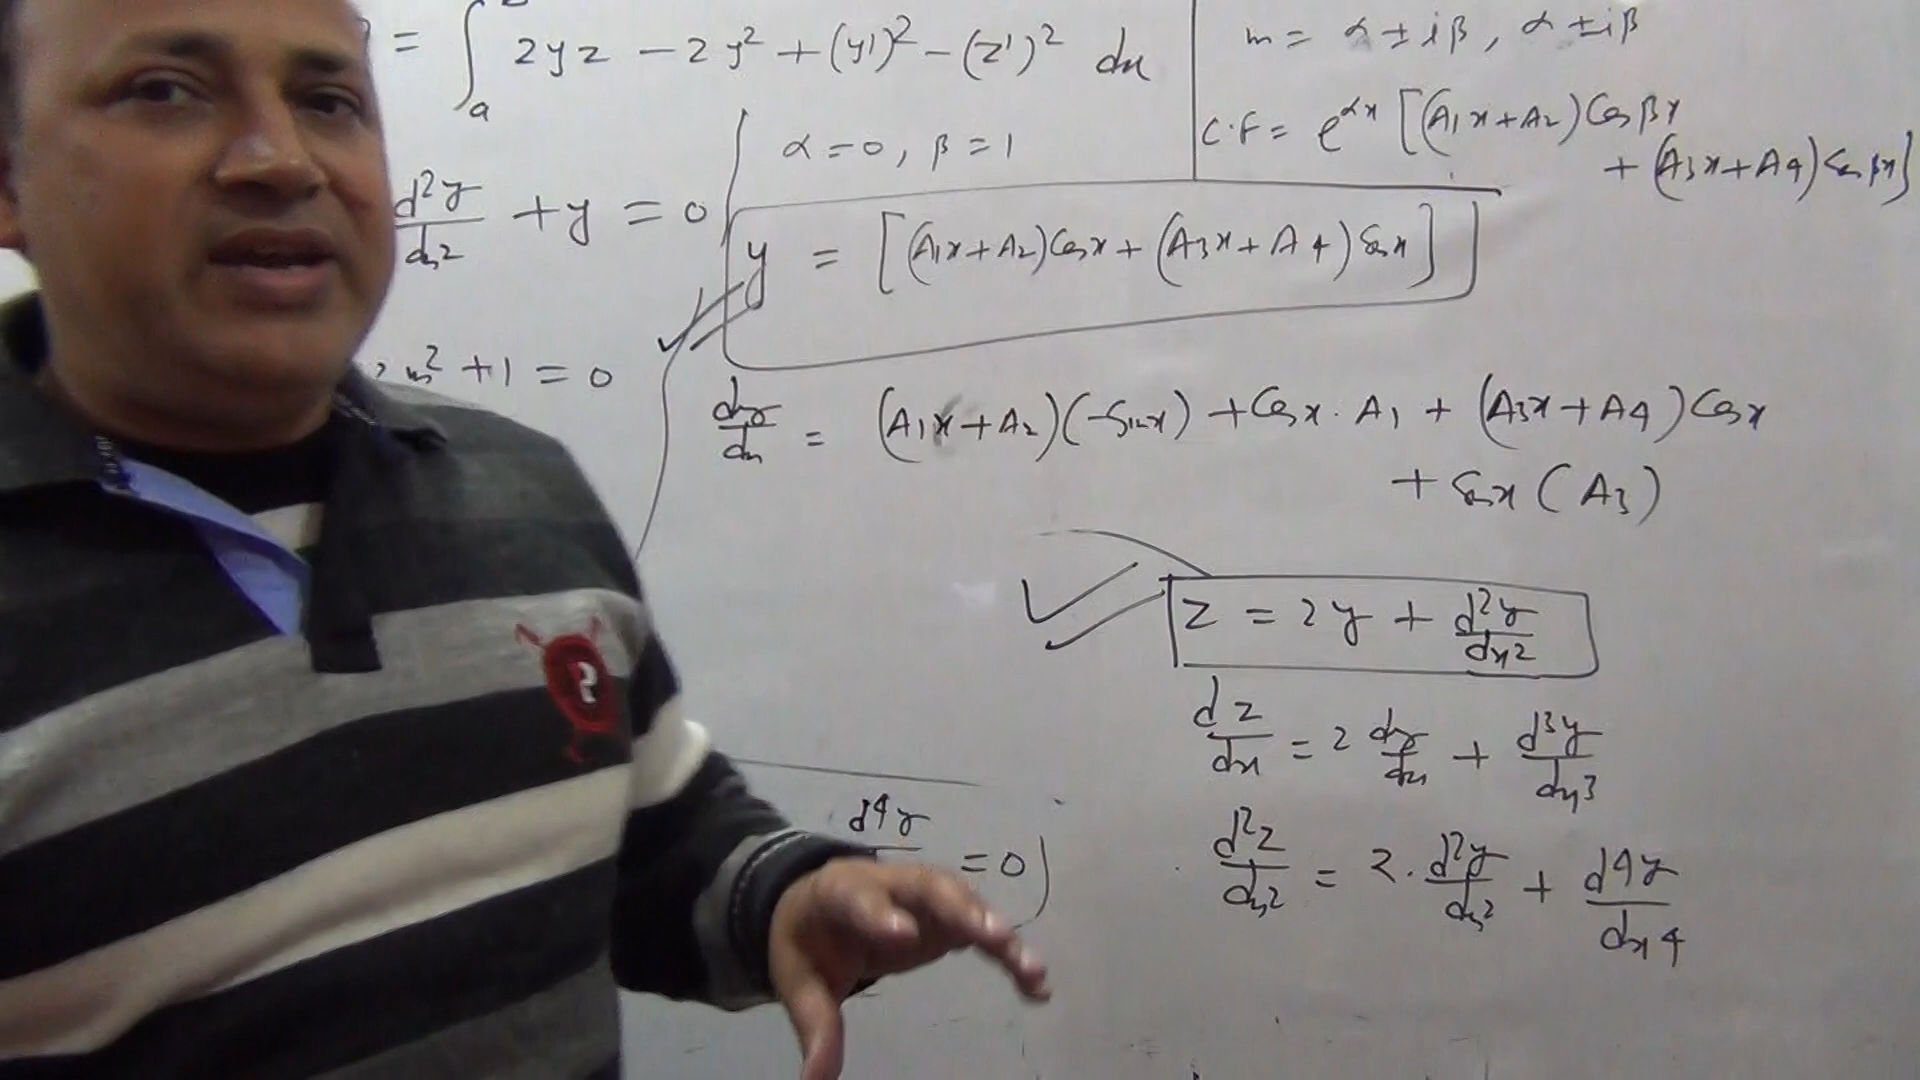 = ∫ₐ 2yz − 2y² + (y')² − (z')² dx
m = α ± iβ, α ± iβ
C.F = e^{αx} [(A₁x + A₂) Cos βx
+ (A₃x + A₄) Sin βx]
α = 0, β = 1
d²y/dx² + y = 0
y = [(A₁x + A₂) Cos x + (A₃x + A₄) Sin x]
m² + 1 = 0
dy/dx = (A₁x + A₂)(−Sin x) + Cos x · A₁ + (A₃x + A₄) Cos x
+ Sin x (A₃)
z = 2y + d²y/dx²
dz/dx = 2 dy/dx + d³y/dx³
d⁴y = 0
d²z/dx² = 2 · d²y/dx² + d⁴y/dx⁴